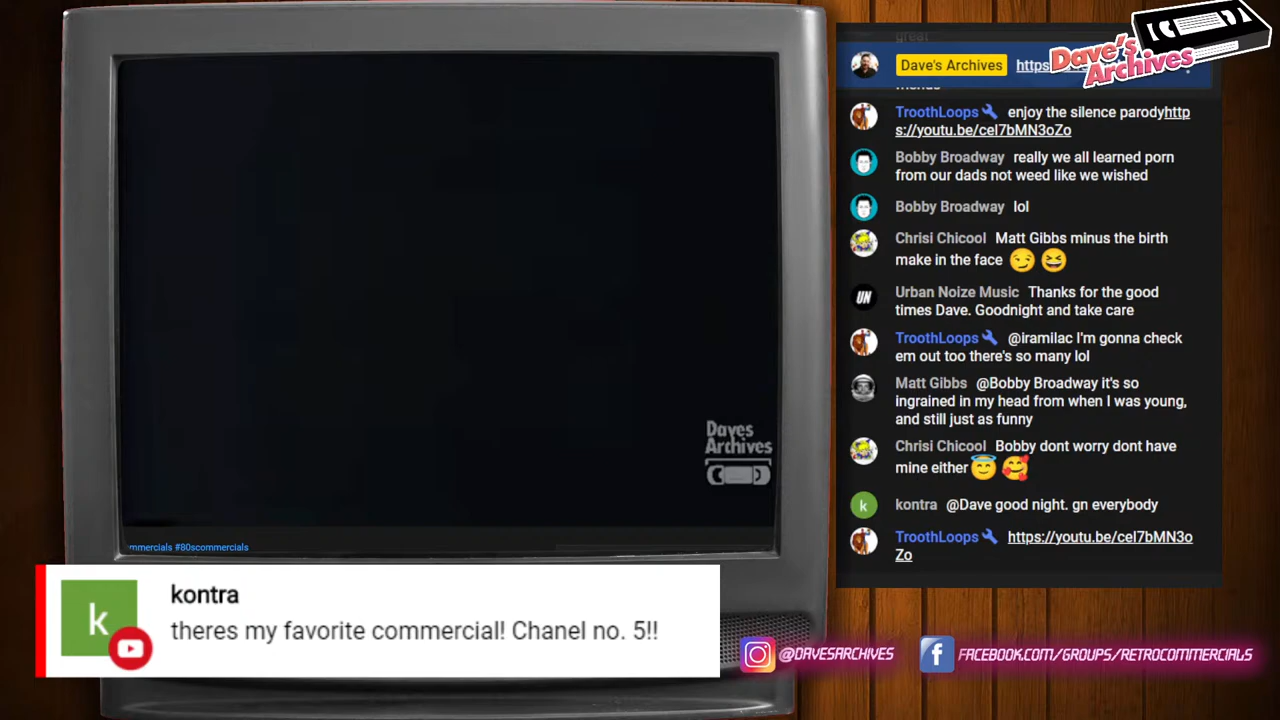 great
Dave's Archives https
Dave's
Archives
TroothLoops enjoy the silence parodyhttp
s://youtu.be/cel7bMN3oZo
Bobby Broadway really we all learned porn
from our dads not weed like we wished
Bobby Broadway lol
Chrisi Chicool Matt Gibbs minus the birth
make in the face
UN
Urban Noize Music Thanks for the good
times Dave. Goodnight and take care
TroothLoops @iramilac I'm gonna check
em out too there's so many lol
Matt Gibbs @Bobby Broadway it's so
ingrained in my head from when I was young,
and still just as funny
Chrisi Chicool Bobby dont worry dont have
mine either
k
kontra @Dave good night. gn everybody
TroothLoops https://youtu.be/cel7bMN3o
Zo
Daves
Archives
mmercials #80scommercials
k
kontra
theres my favorite commercial! Chanel no. 5!!
@DAVESARCHIVES
FACEBOOK.COM/GROUPS/RETROCOMMERCIALS